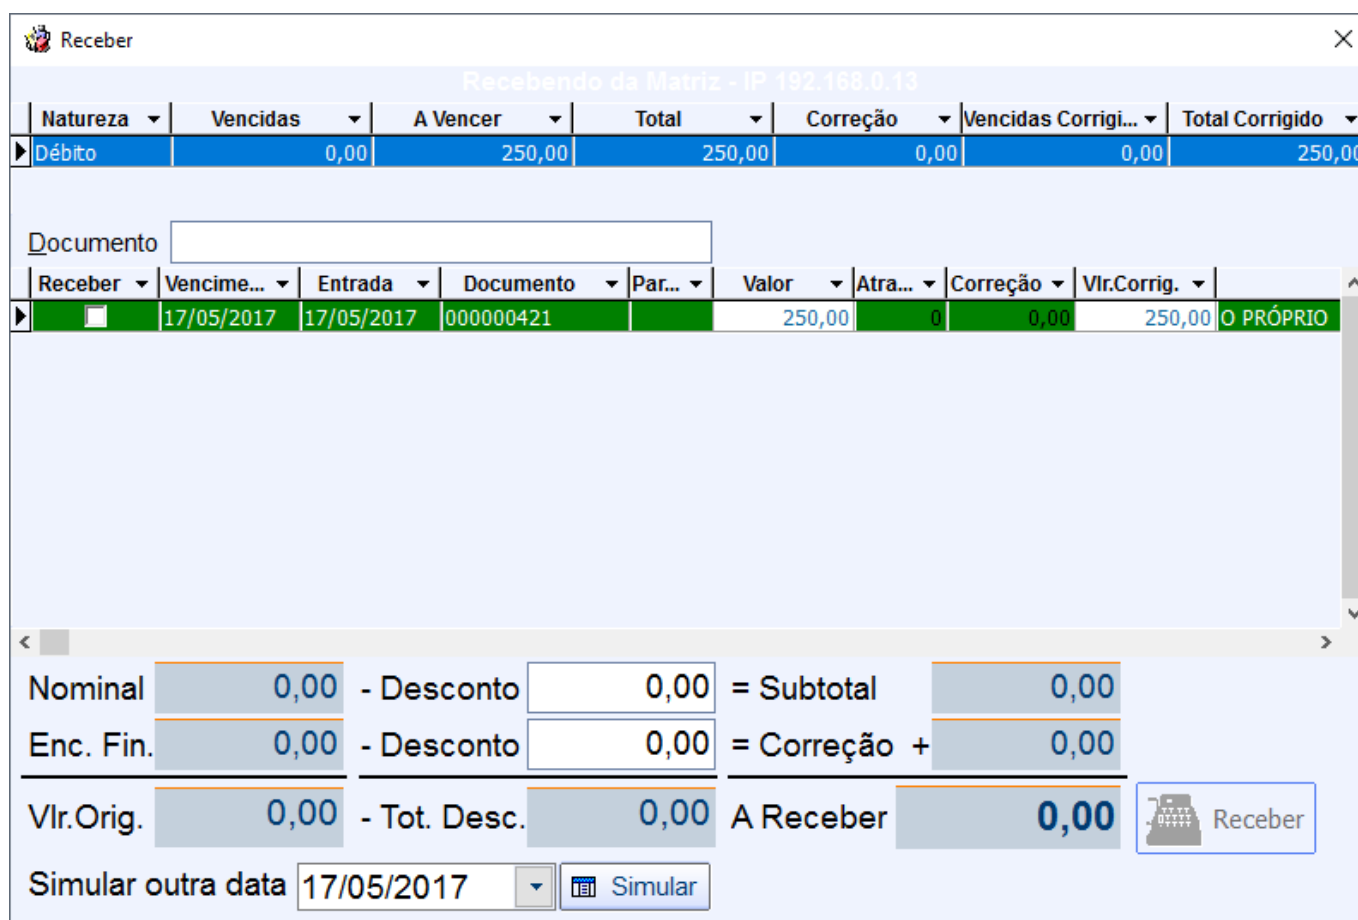 Receber
Recebendo da Matriz - IP 192.168.0.13
Natureza Vencidas A Vencer Total Correção Vencidas Corrigi... Total Corrigido
Débito 0,00 250,00 250,00 0,00 0,00 250,00
Documento
Receber Vencime... Entrada Documento Par... Valor Atra... Correção Vlr.Corrig.
17/05/2017 17/05/2017 000000421 250,00 0 0,00 250,00 O PRÓPRIO
Nominal 0,00 - Desconto 0,00 = Subtotal 0,00
Enc. Fin. 0,00 - Desconto 0,00 = Correção + 0,00
Vlr.Orig. 0,00 - Tot. Desc. 0,00 A Receber 0,00 Receber
Simular outra data 17/05/2017 Simular